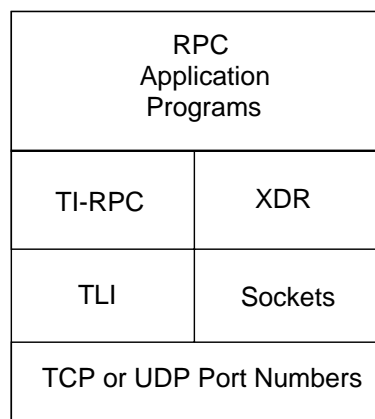 RPC
Application
Programs
TI-RPC
XDR
TLI
Sockets
TCP or UDP Port Numbers